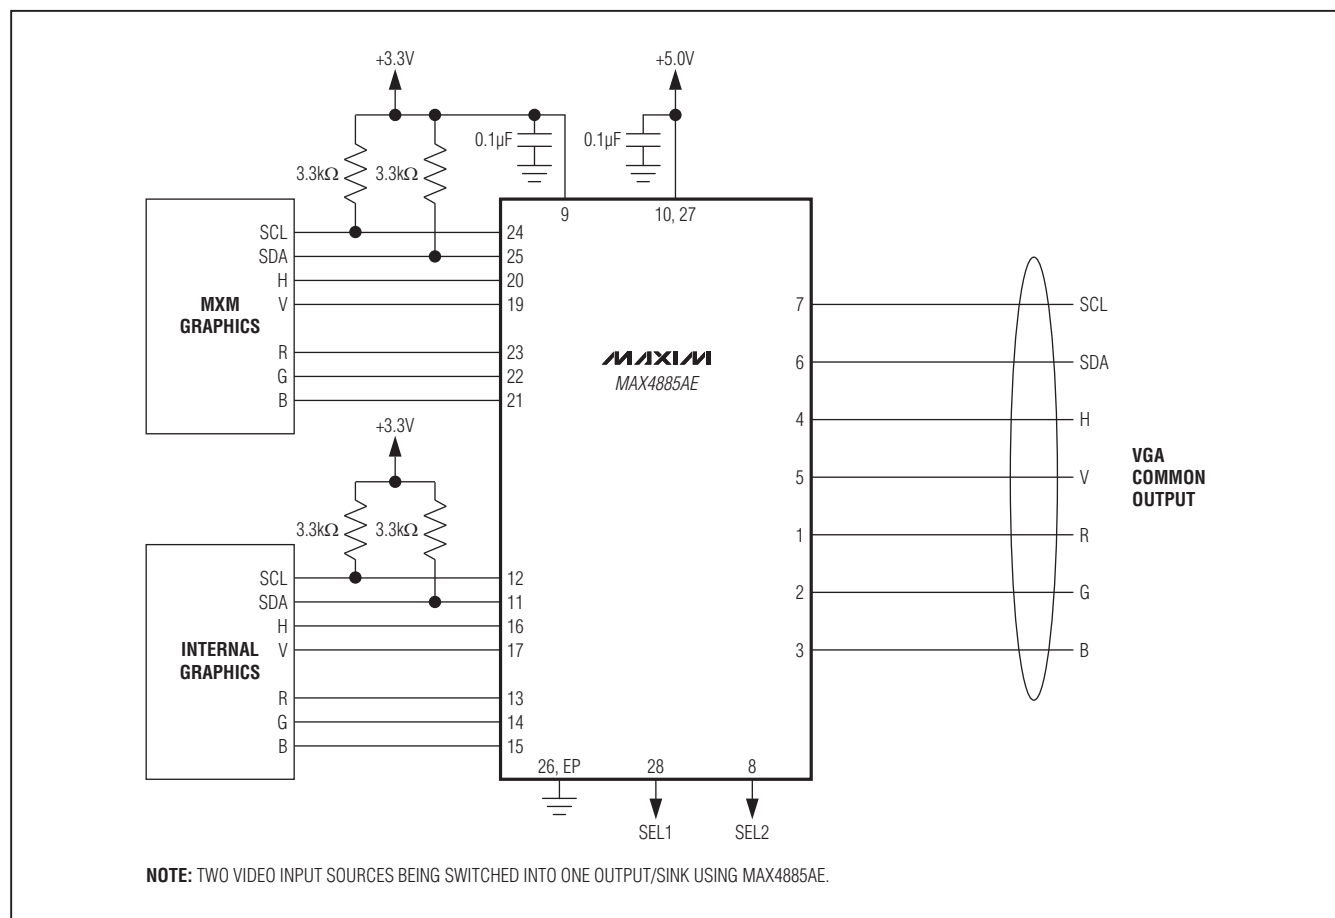 +3.3V
+5.0V
0.1µF
0.1µF
3.3kΩ
3.3kΩ
9
10, 27
MXM
GRAPHICS
SCL
SDA
H
V
R
G
B
24
25
20
19
23
22
21
MAXIM
MAX4885AE
+3.3V
3.3kΩ
3.3kΩ
INTERNAL
GRAPHICS
SCL
SDA
H
V
R
G
B
12
11
16
17
13
14
15
7
6
4
5
1
2
3
SCL
SDA
H
V
R
G
B
VGA
COMMON
OUTPUT
26, EP
28
8
SEL1
SEL2
NOTE: TWO VIDEO INPUT SOURCES BEING SWITCHED INTO ONE OUTPUT/SINK USING MAX4885AE.